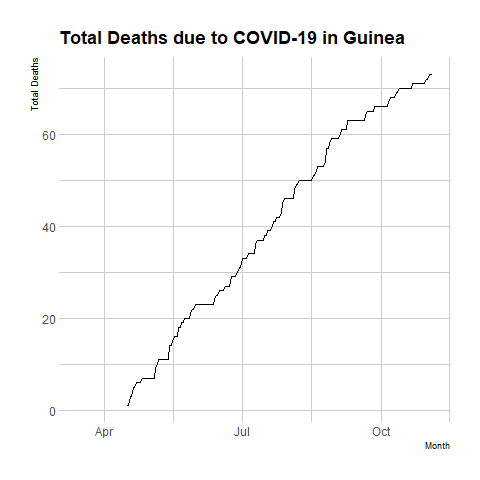 Total Deaths due to COVID-19 in Guinea
Total Deaths
60
40
20
0
Apr
Jul
Oct
Month